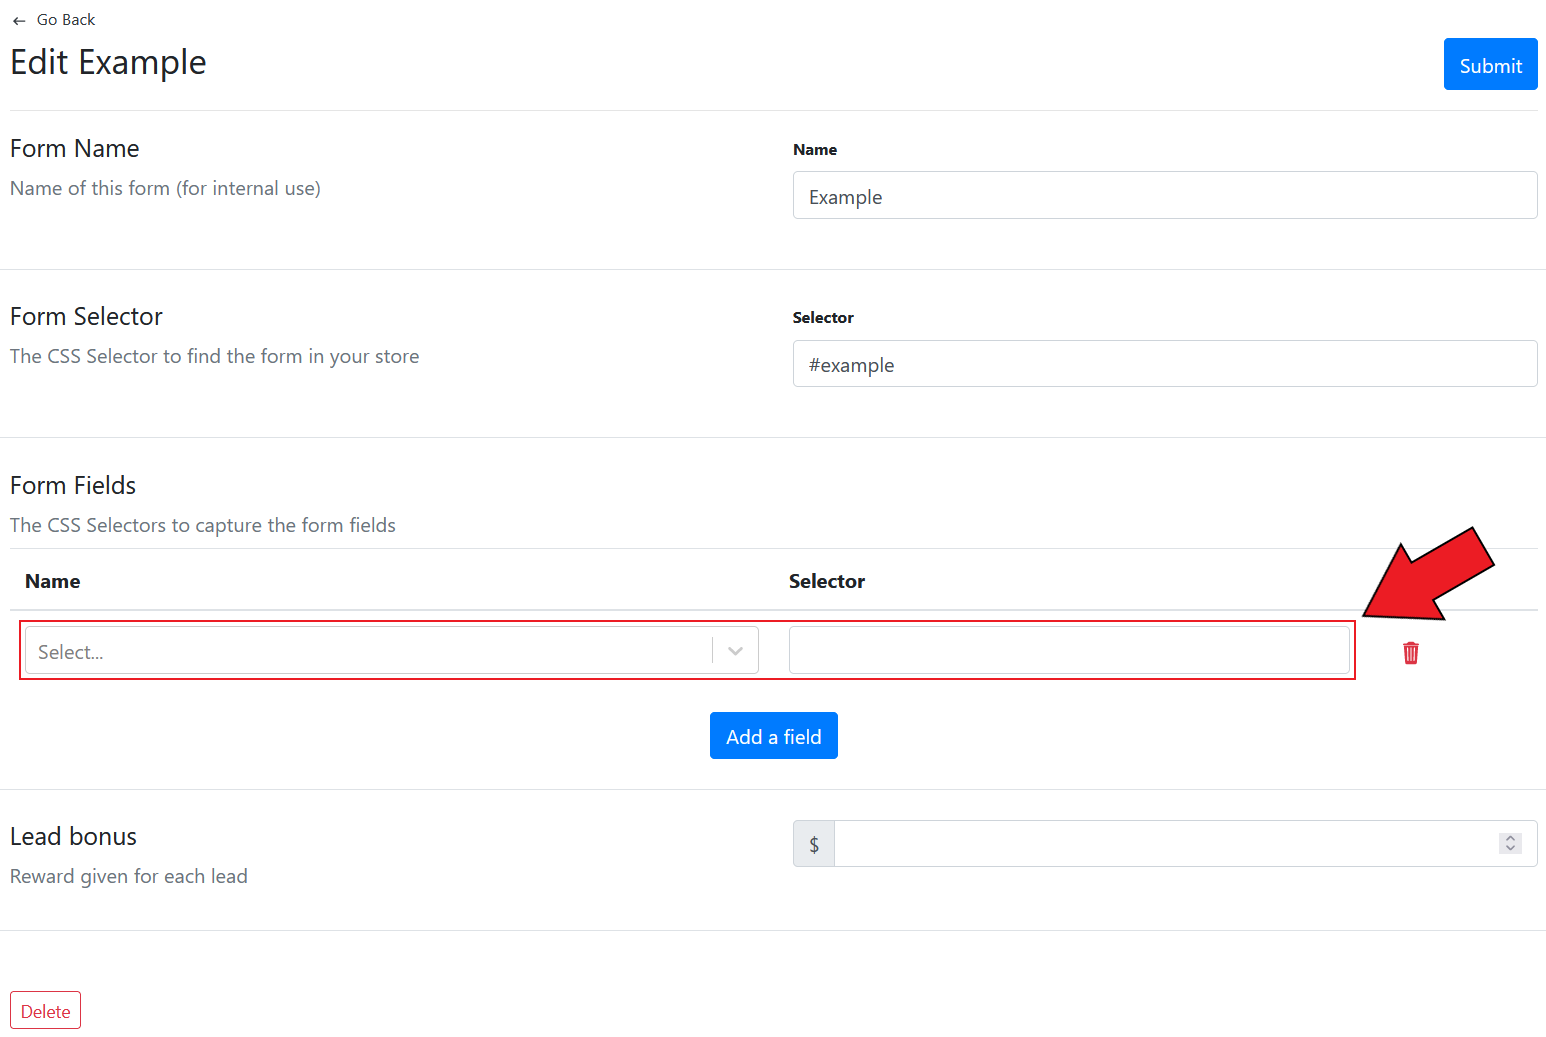 ← Go Back
Edit Example
Submit
Form Name
Name of this form (for internal use)
Name
Example
Form Selector
The CSS Selector to find the form in your store
Selector
#example
Form Fields
The CSS Selectors to capture the form fields
Name Selector
Select...
Add a field
Lead bonus
Reward given for each lead
$
Delete